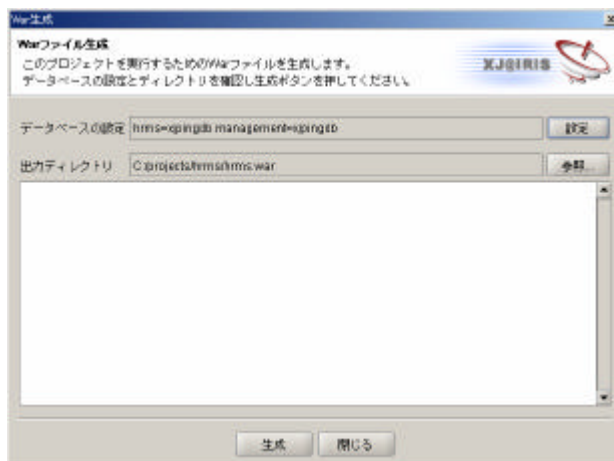 War生成
Warファイル生成
このプロジェクトを実行するためのWarファイルを生成します。
データベースの設定とディレクトリを確認し生成ボタンを押してください。
XJ@IRIS
データベースの設定 hrms=xpingdb management=xpingdb 設定
出力ディレクトリ C:\projects\hrms\hrms.war 参照...
生成 閉じる